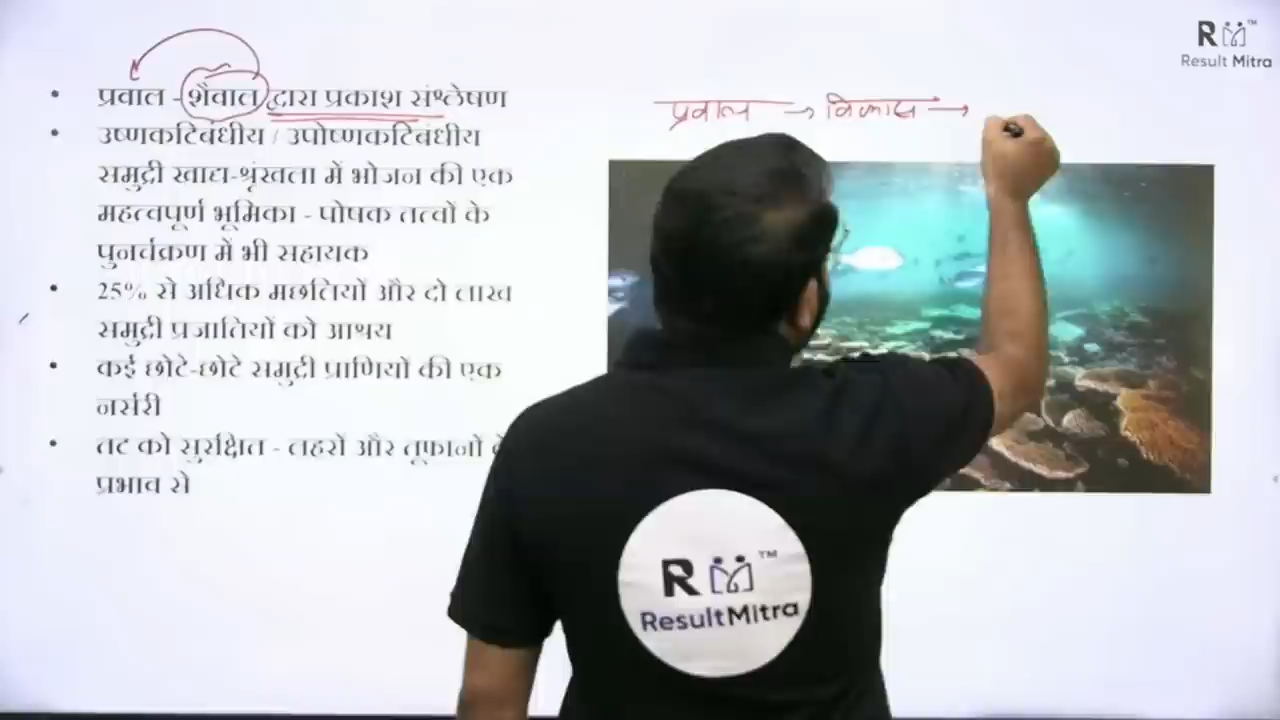 RM™
Result Mitra
प्रवाल - शैवाल द्वारा प्रकाश संश्लेषण
उष्णकटिबंधीय / उपोष्णकटिबंधीय
समुद्री खाद्य-श्रृंखला में भोजन की एक
महत्वपूर्ण भूमिका - पोषक तत्वों के
पुनर्चक्रण में भी सहायक
25% से अधिक मछलियों और दो लाख
समुद्री प्रजातियों को आश्रय
कई छोटे-छोटे समुद्री प्राणियों की एक
नर्सरी
तट को सुरक्षित - लहरों और तूफानों
प्रभाव से
प्रवाल → विकास →
RM™
ResultMitra